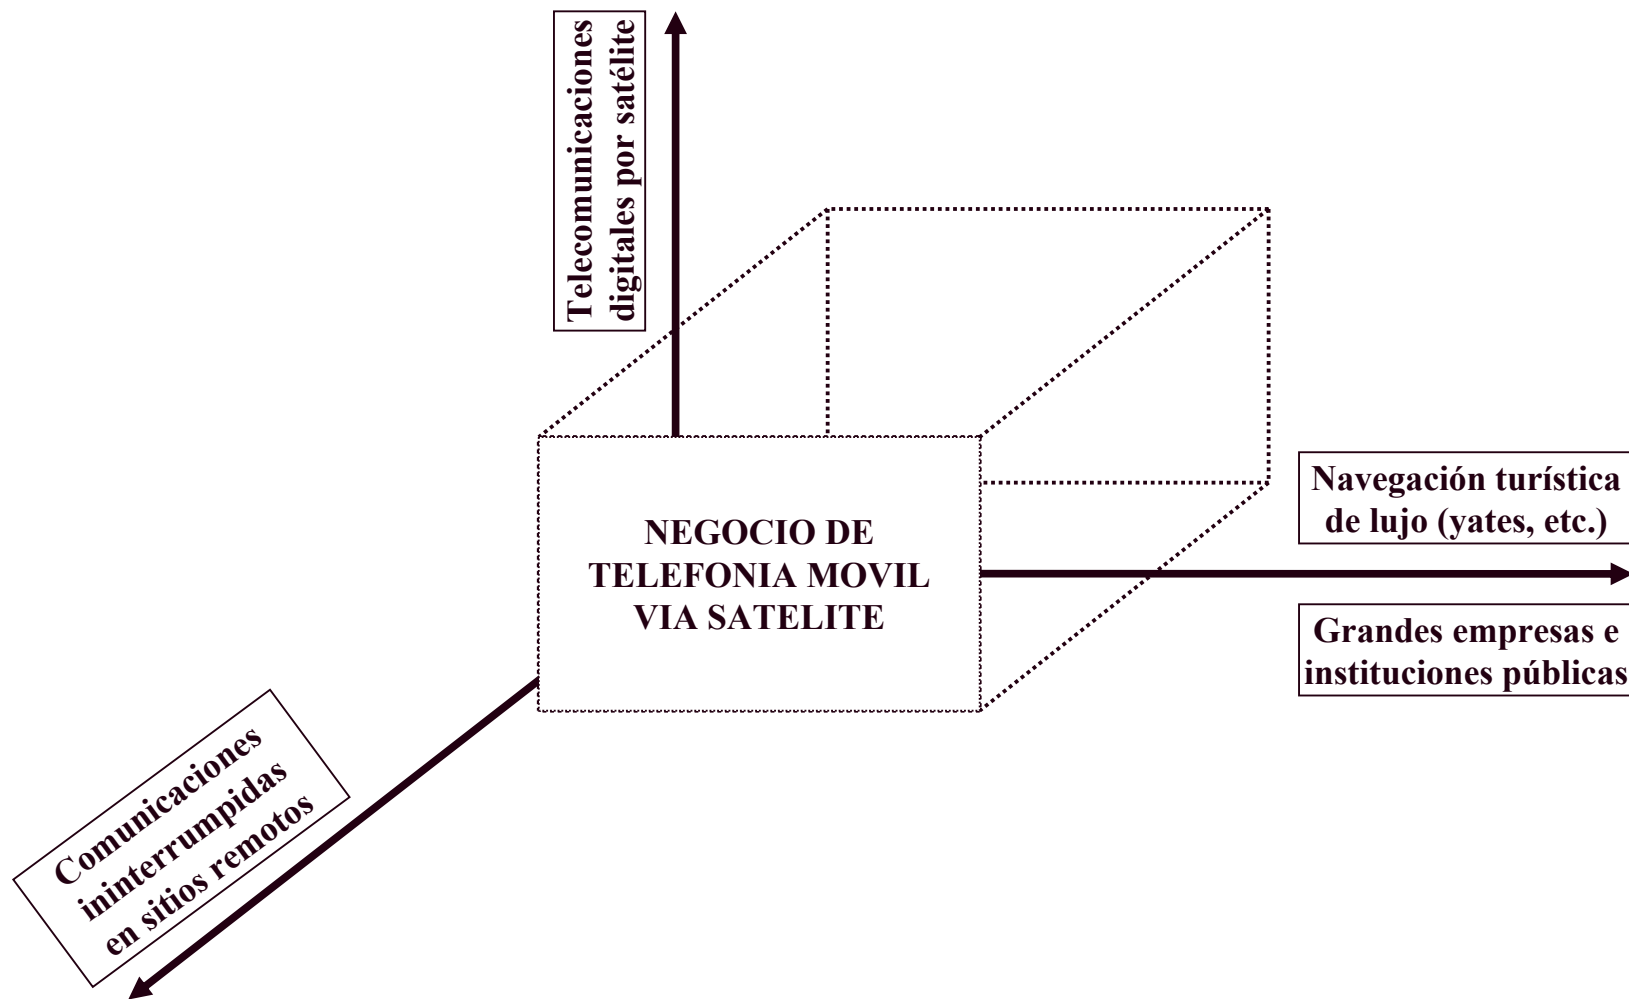 Telecomunicaciones
digitales por satélite
NEGOCIO DE
TELEFONIA MOVIL
VIA SATELITE
Navegación turística
de lujo (yates, etc.)
Grandes empresas e
instituciones públicas
Comunicaciones
ininterrumpidas
en sitios remotos